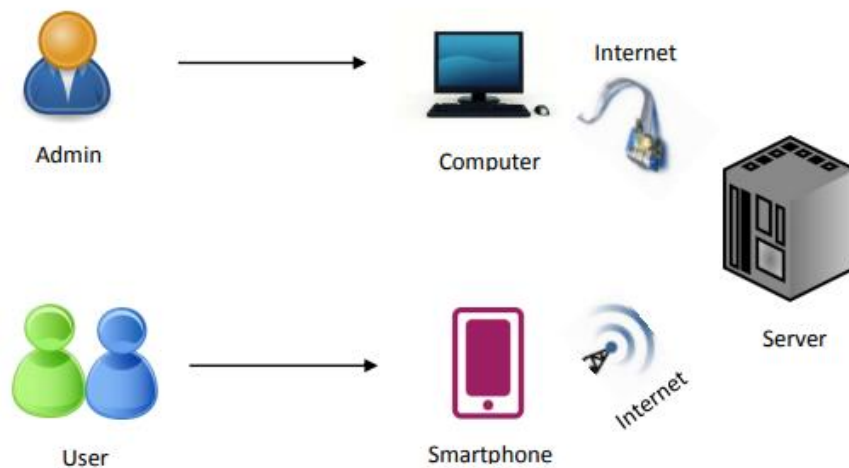 Internet
Admin
Computer
Server
Internet
User
Smartphone